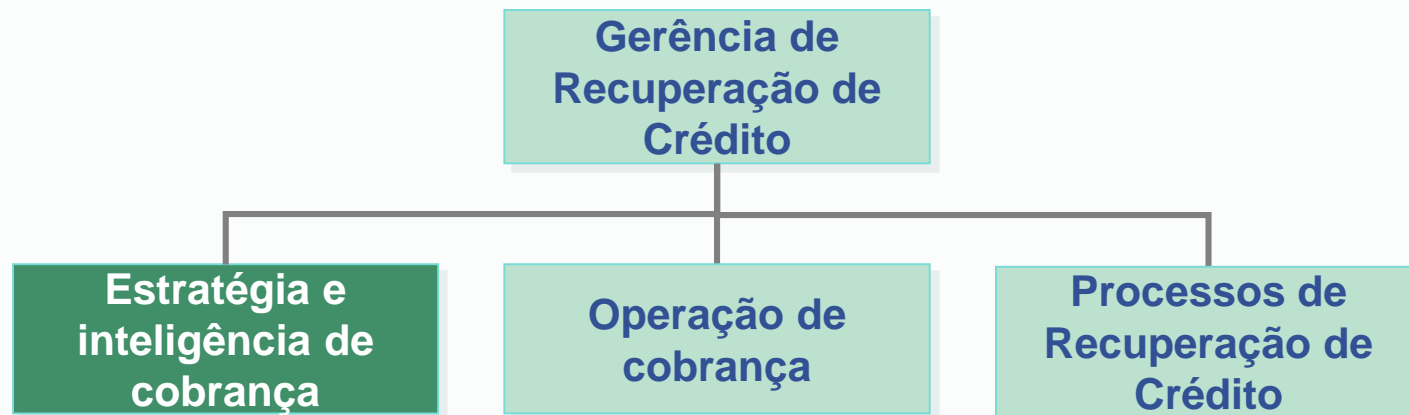 Gerência de
Recuperação de
Crédito
Estratégia e
inteligência de
cobrança
Operação de
cobrança
Processos de
Recuperação de
Crédito